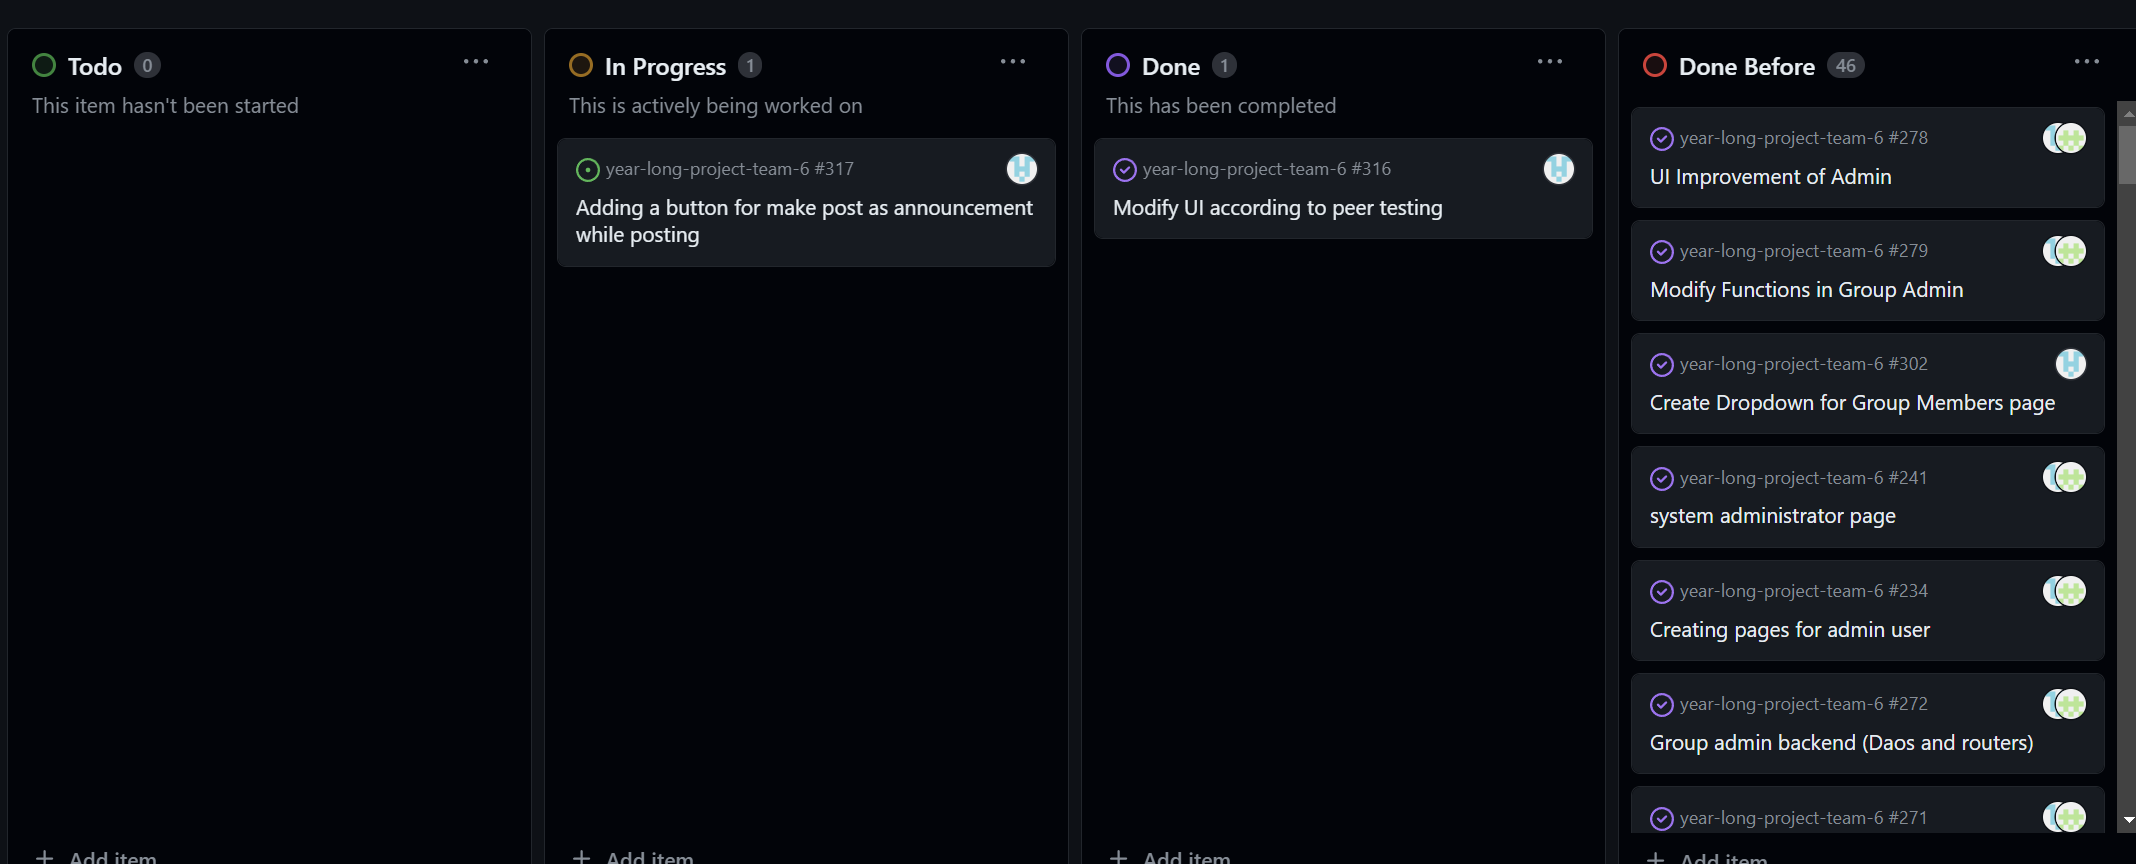 Todo 0
This item hasn't been started
Add item
In Progress 1
This is actively being worked on
year-long-project-team-6 #317
Adding a button for make post as announcement
while posting
Add item
Done 1
This has been completed
year-long-project-team-6 #316
Modify UI according to peer testing
Add item
Done Before 46
year-long-project-team-6 #278
UI Improvement of Admin
year-long-project-team-6 #279
Modify Functions in Group Admin
year-long-project-team-6 #302
Create Dropdown for Group Members page
year-long-project-team-6 #241
system administrator page
year-long-project-team-6 #234
Creating pages for admin user
year-long-project-team-6 #272
Group admin backend (Daos and routers)
year-long-project-team-6 #271
Add item